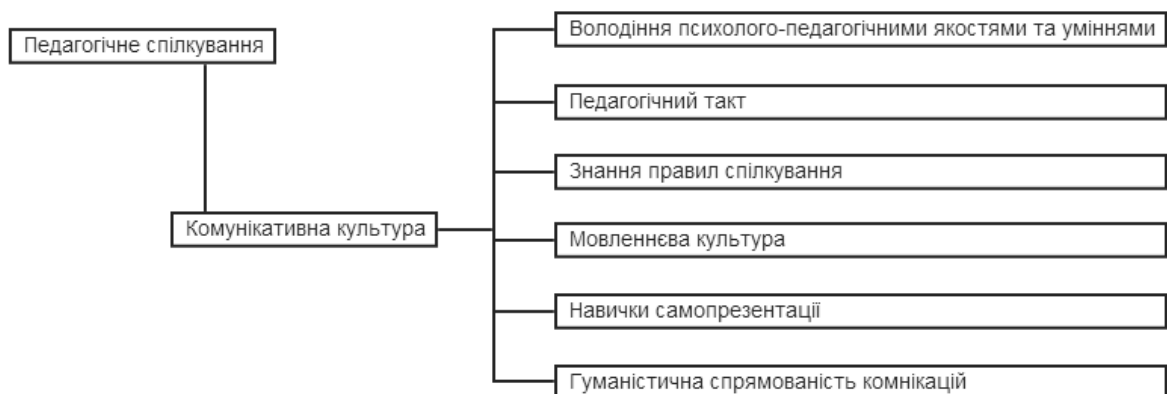 Педагогічне спілкування
Володіння психолого-педагогічними якостями та уміннями
Педагогічний такт
Знання правил спілкування
Комунікативна культура
Мовленнєва культура
Навички самопрезентації
Гуманістична спрямованість комнікацій